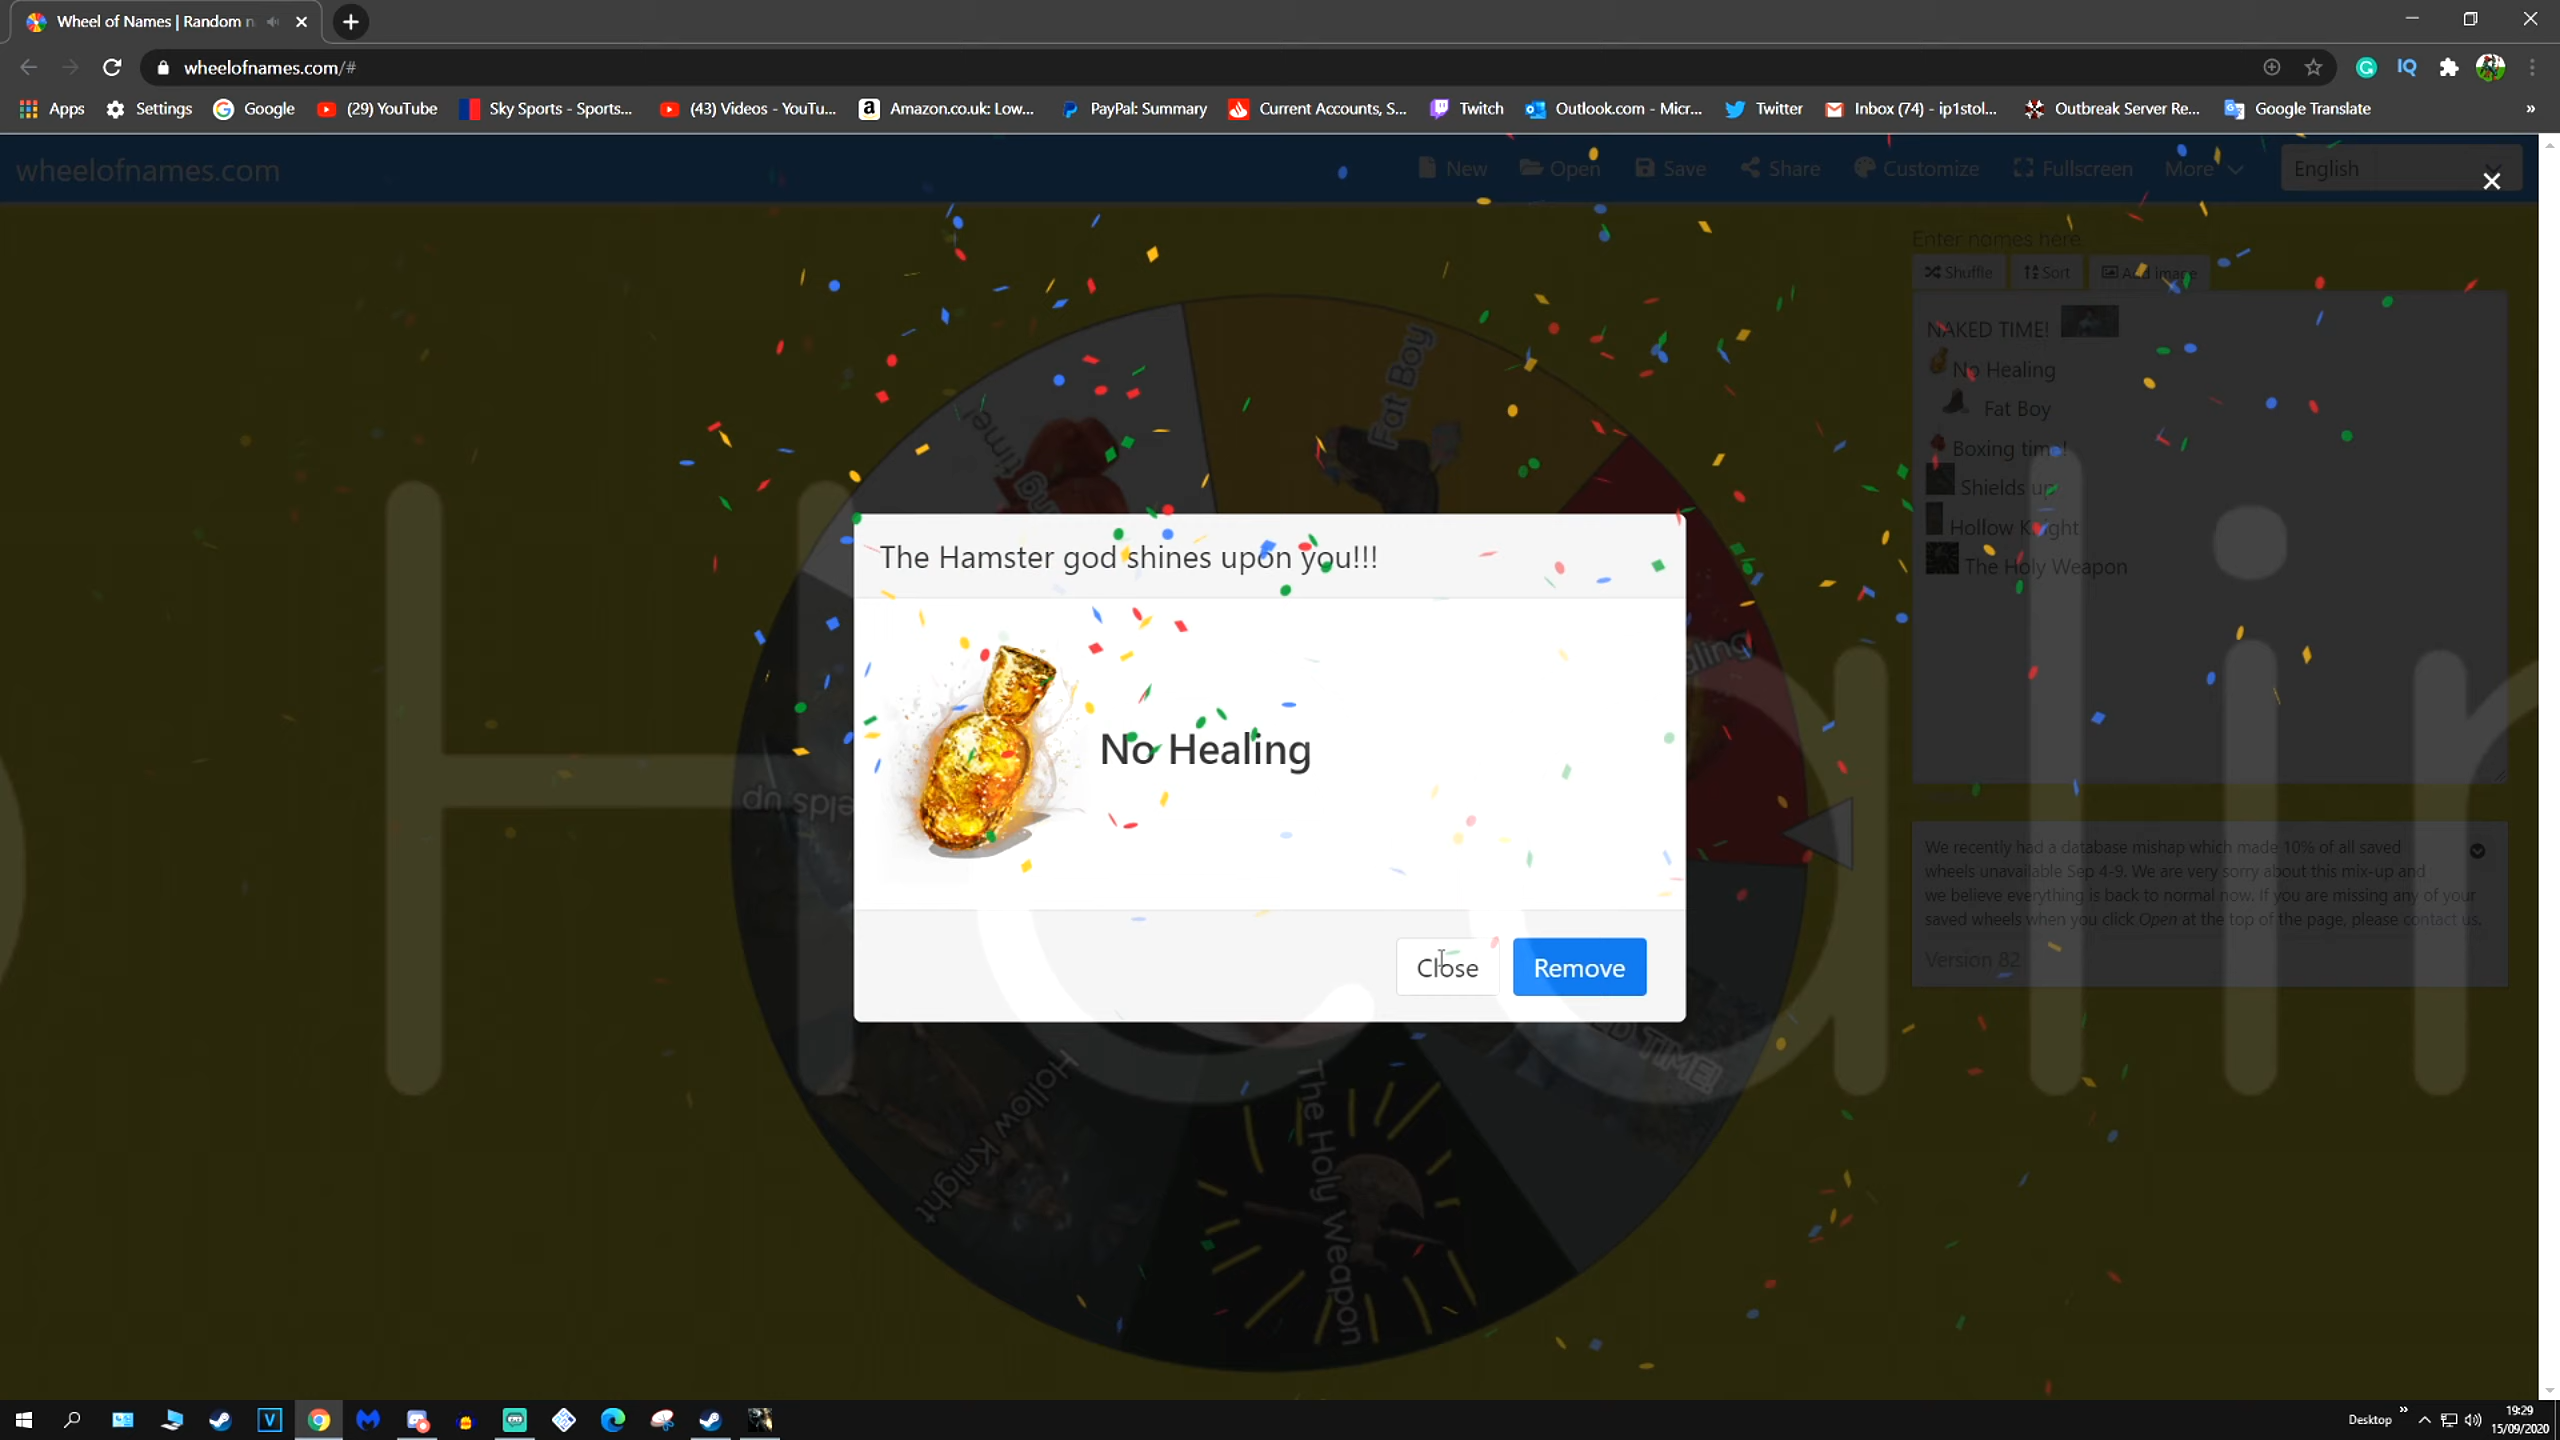 Wheel of Names | Random n
wheelofnames.com/#
Apps Settings Google (29) YouTube Sky Sports - Sports... (43) Videos - YouTu... Amazon.co.uk: Low... PayPal: Summary Current Accounts, S... Twitch Outlook.com - Micr... Twitter Inbox (74) - ip1stol... Outbreak Server Re... Google Translate »
wheelofnames.com New Open Save Share Customize Fullscreen More English
Enter names here
Shuffle Sort Add image
NAKED TIME!
No Healing
Fat Boy
Boxing time!
Shields up
Hollow Knight
The Holy Weapon
Fat Boy
The Hamster god shines upon you!!!
No Healing
Close Remove
Hollow Knight
The Holy Weapon
We recently had a database mishap which made 10% of all saved
wheels unavailable Sep 4-9. We are very sorry about this mix-up and
we believe everything is back to normal now. If you are missing any of your
saved wheels when you click Open at the top of the page, please contact us.
Version 82
Desktop » 19:29
15/09/2020